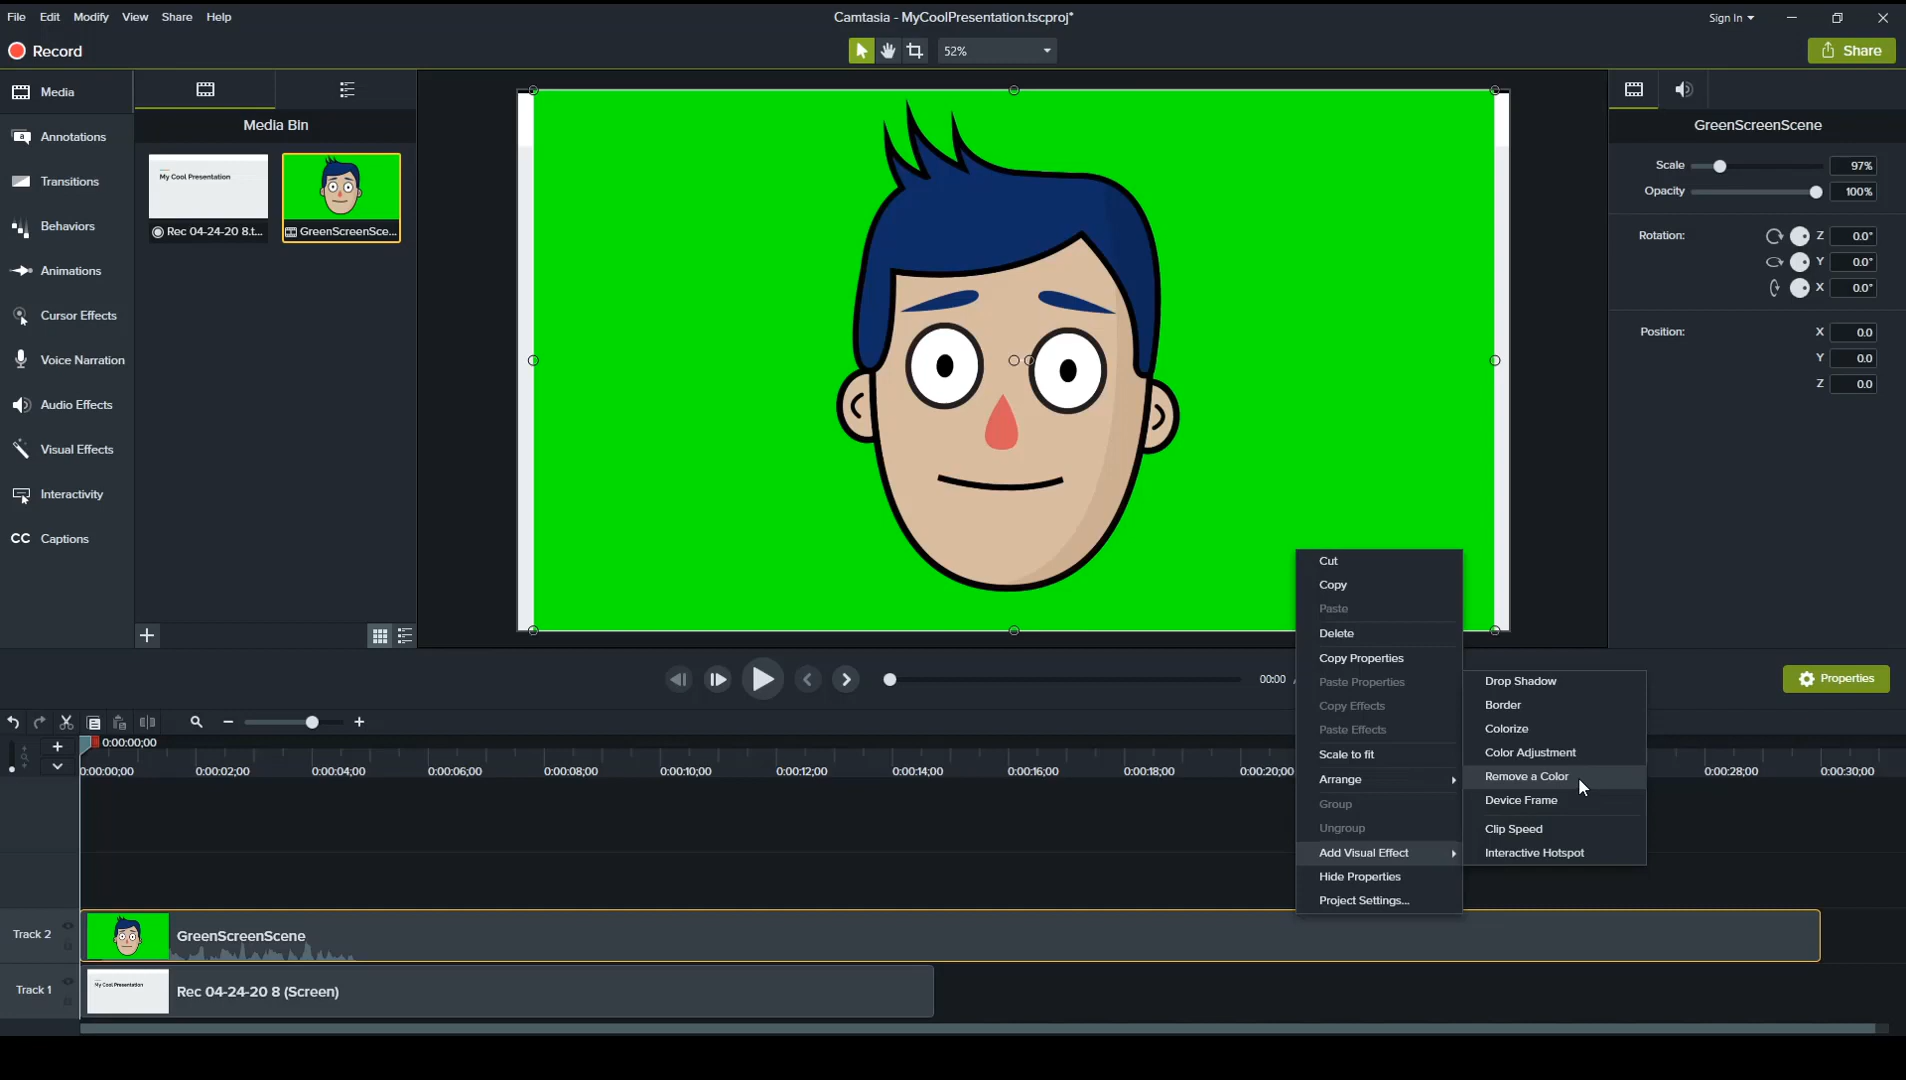 File Edit Modify View Share Help
Camtasia - MyCoolPresentation.tscproj*
Sign In
Record
52%
Share
Media
Annotations
Transitions
Behaviors
Animations
Cursor Effects
Voice Narration
Audio Effects
Visual Effects
Interactivity
CC Captions
Media Bin
My Cool Presentation
Rec 04-24-20 8.t...
GreenScreenSce...
GreenScreenScene
Scale 97%
Opacity 100%
Rotation: Z 0.0°
Y 0.0°
X 0.0°
Position: X 0.0
Y 0.0
Z 0.0
Cut
Copy
Paste
Delete
Copy Properties
Paste Properties
Copy Effects
Paste Effects
Scale to fit
Arrange
Group
Ungroup
Add Visual Effect
Hide Properties
Project Settings...
Drop Shadow
Border
Colorize
Color Adjustment
Remove a Color
Device Frame
Clip Speed
Interactive Hotspot
00:00
Properties
0:00:00;00
0:00:00;00 0:00:02;00 0:00:04;00 0:00:06;00 0:00:08;00 0:00:10;00 0:00:12;00 0:00:14;00 0:00:16;00 0:00:18;00 0:00:20;00 0:00:28;00 0:00:30;00
Track 2
GreenScreenScene
Track 1
My Cool Presentation
Rec 04-24-20 8 (Screen)